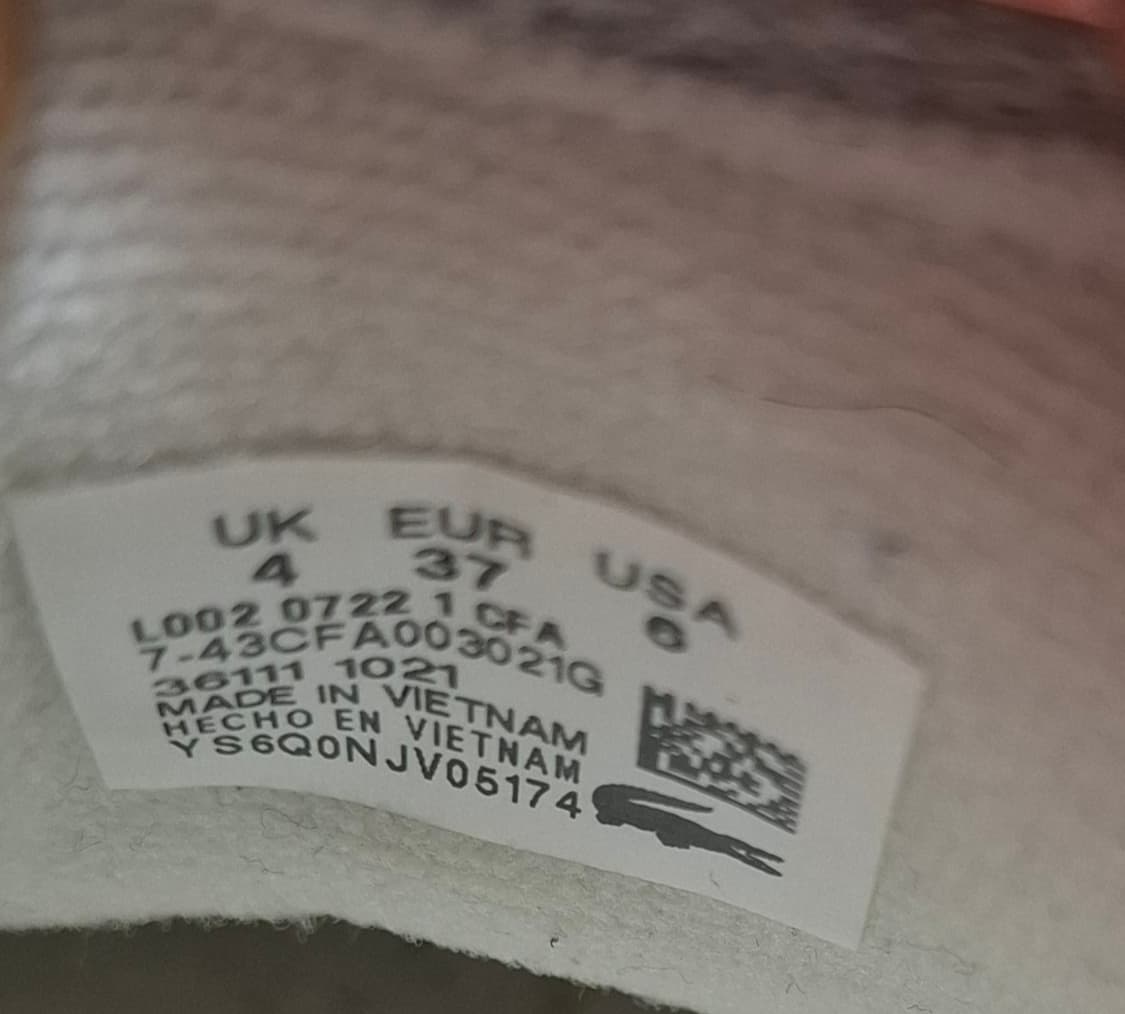 UK EUR USA
4 37 6
L002 0722 1 CFA
7-43CFA003021G
36111 1021
MADE IN VIETNAM
HECHO EN VIETNAM
YS6Q0NJV05174